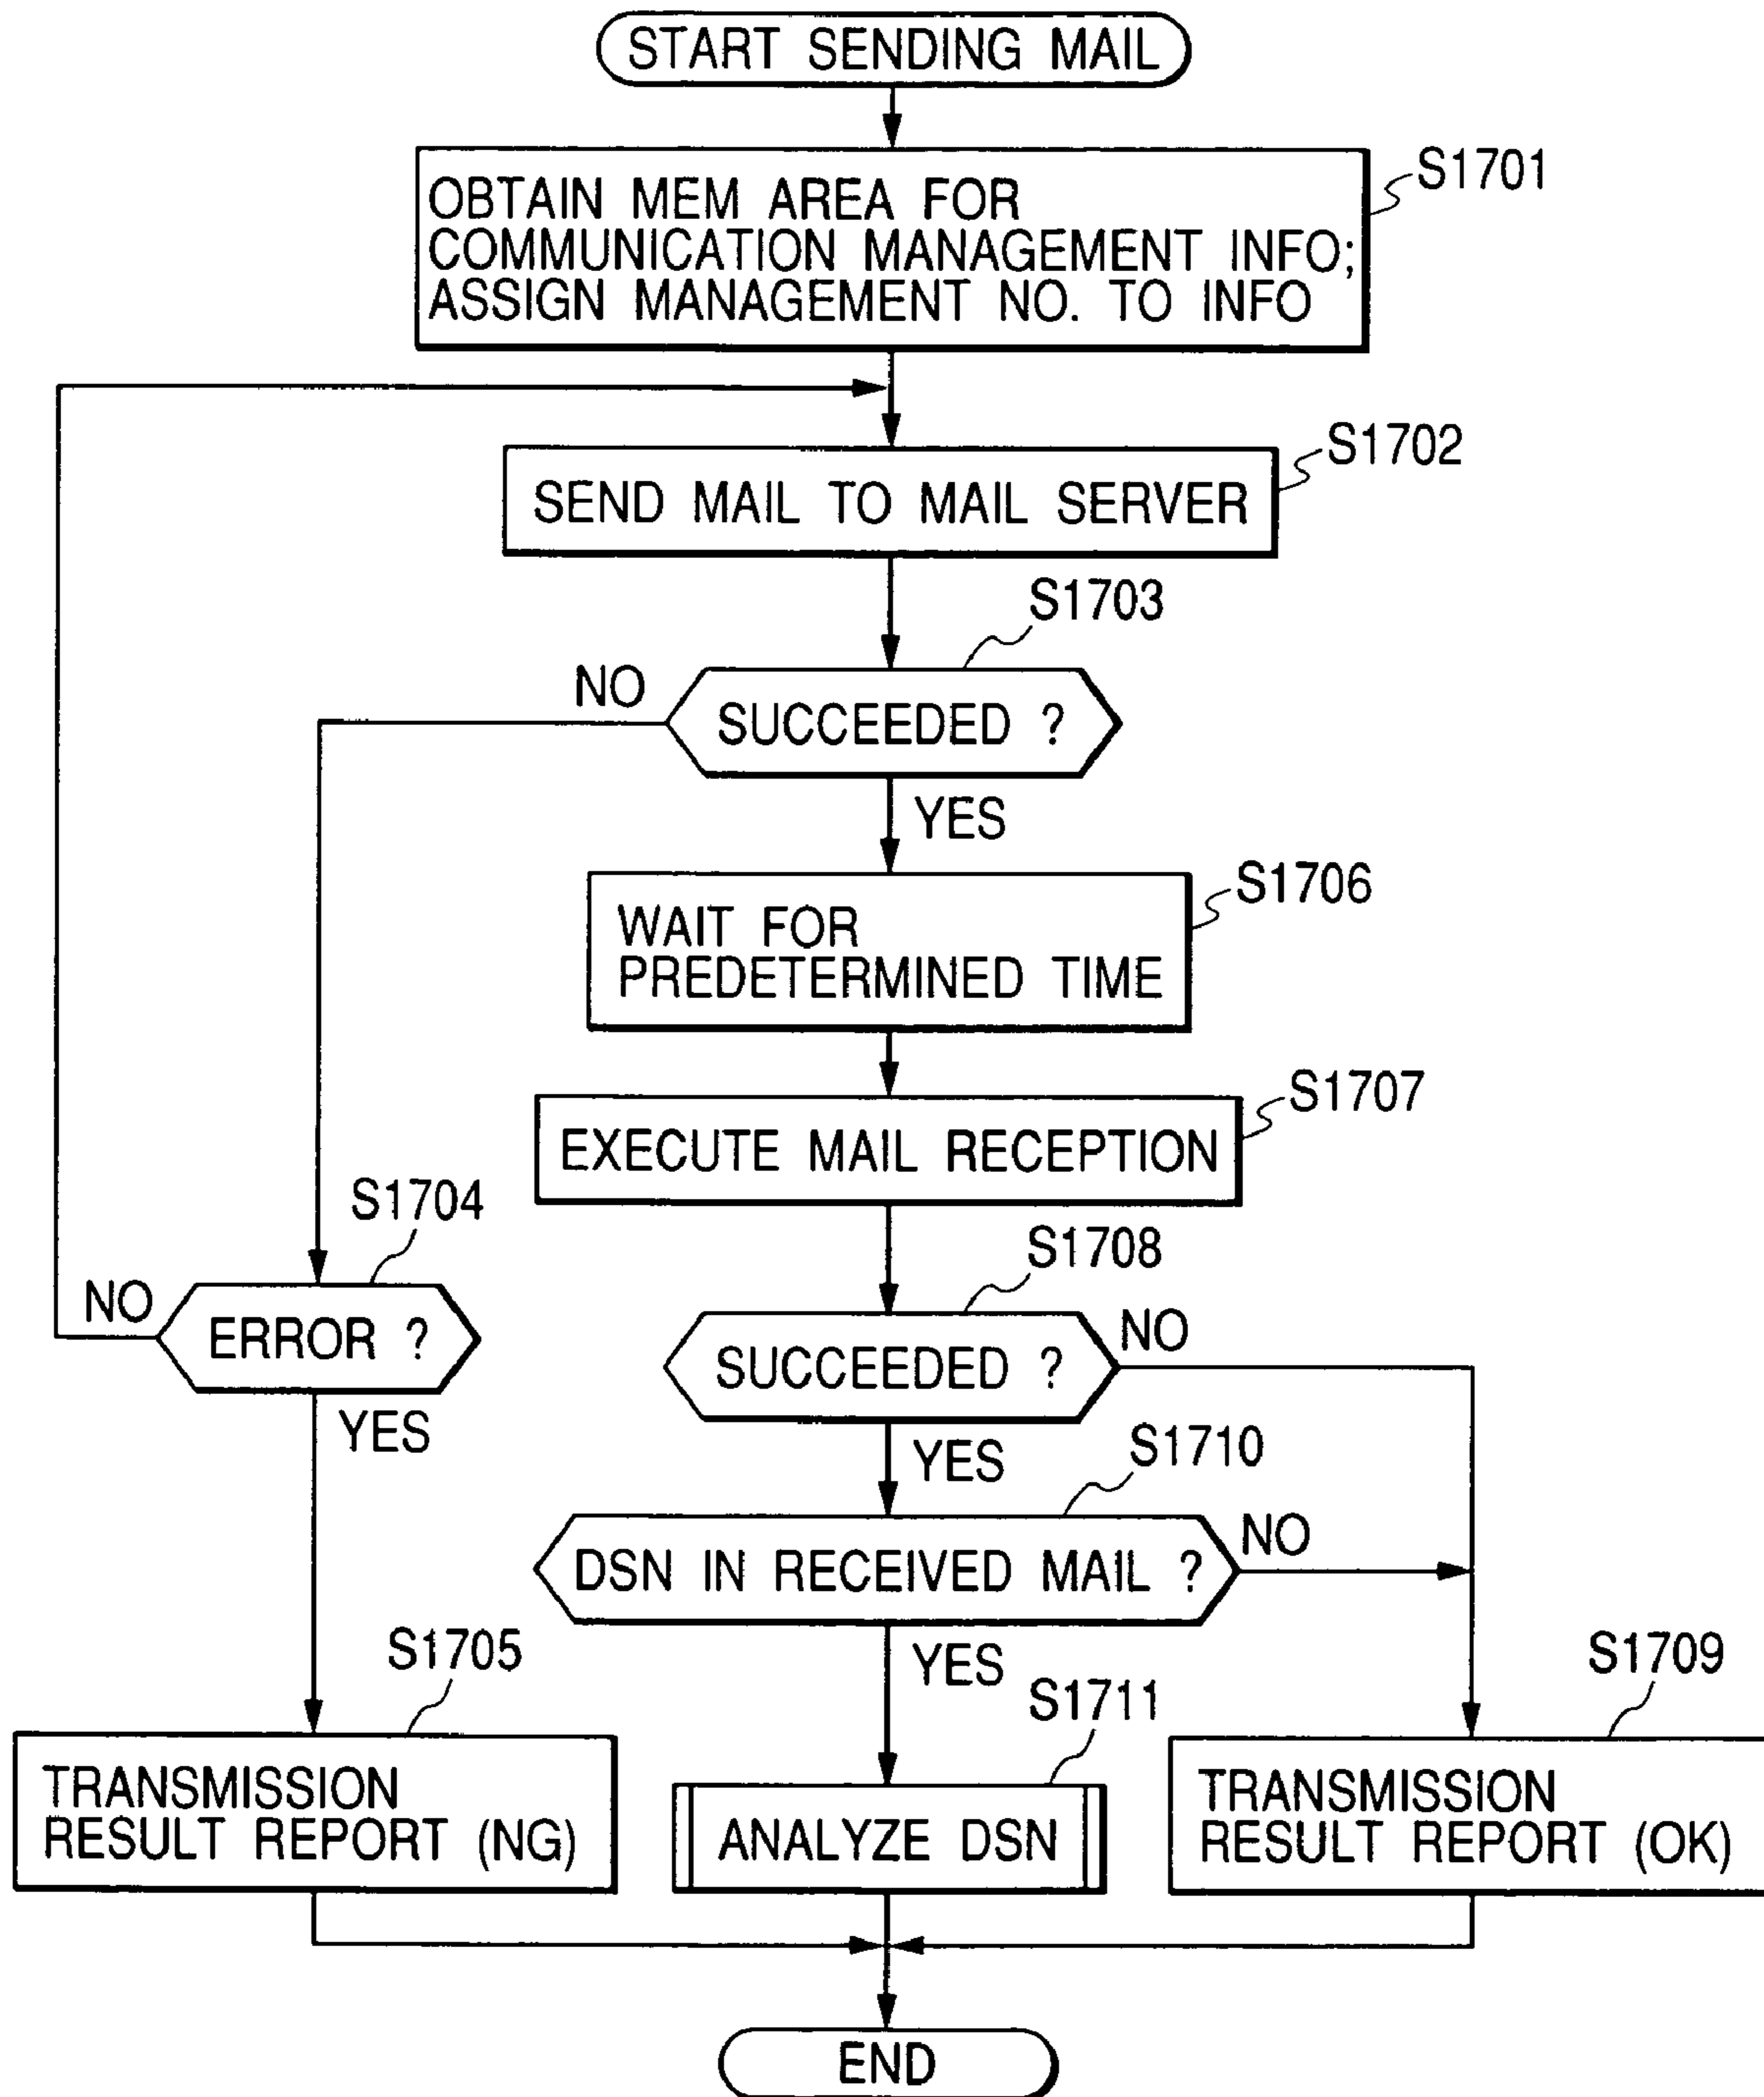 START SENDING MAIL
S1701
OBTAIN MEM AREA FOR
COMMUNICATION MANAGEMENT INFO;
ASSIGN MANAGEMENT NO. TO INFO
S1702
SEND MAIL TO MAIL SERVER
S1703
NO
SUCCEEDED ?
YES
S1706
WAIT FOR
PREDETERMINED TIME
S1707
EXECUTE MAIL RECEPTION
S1704
NO
ERROR ?
YES
S1708
SUCCEEDED ?
NO
YES
S1710
DSN IN RECEIVED MAIL ?
NO
YES
S1705
TRANSMISSION
RESULT REPORT (NG)
S1711
ANALYZE DSN
S1709
TRANSMISSION
RESULT REPORT (OK)
END